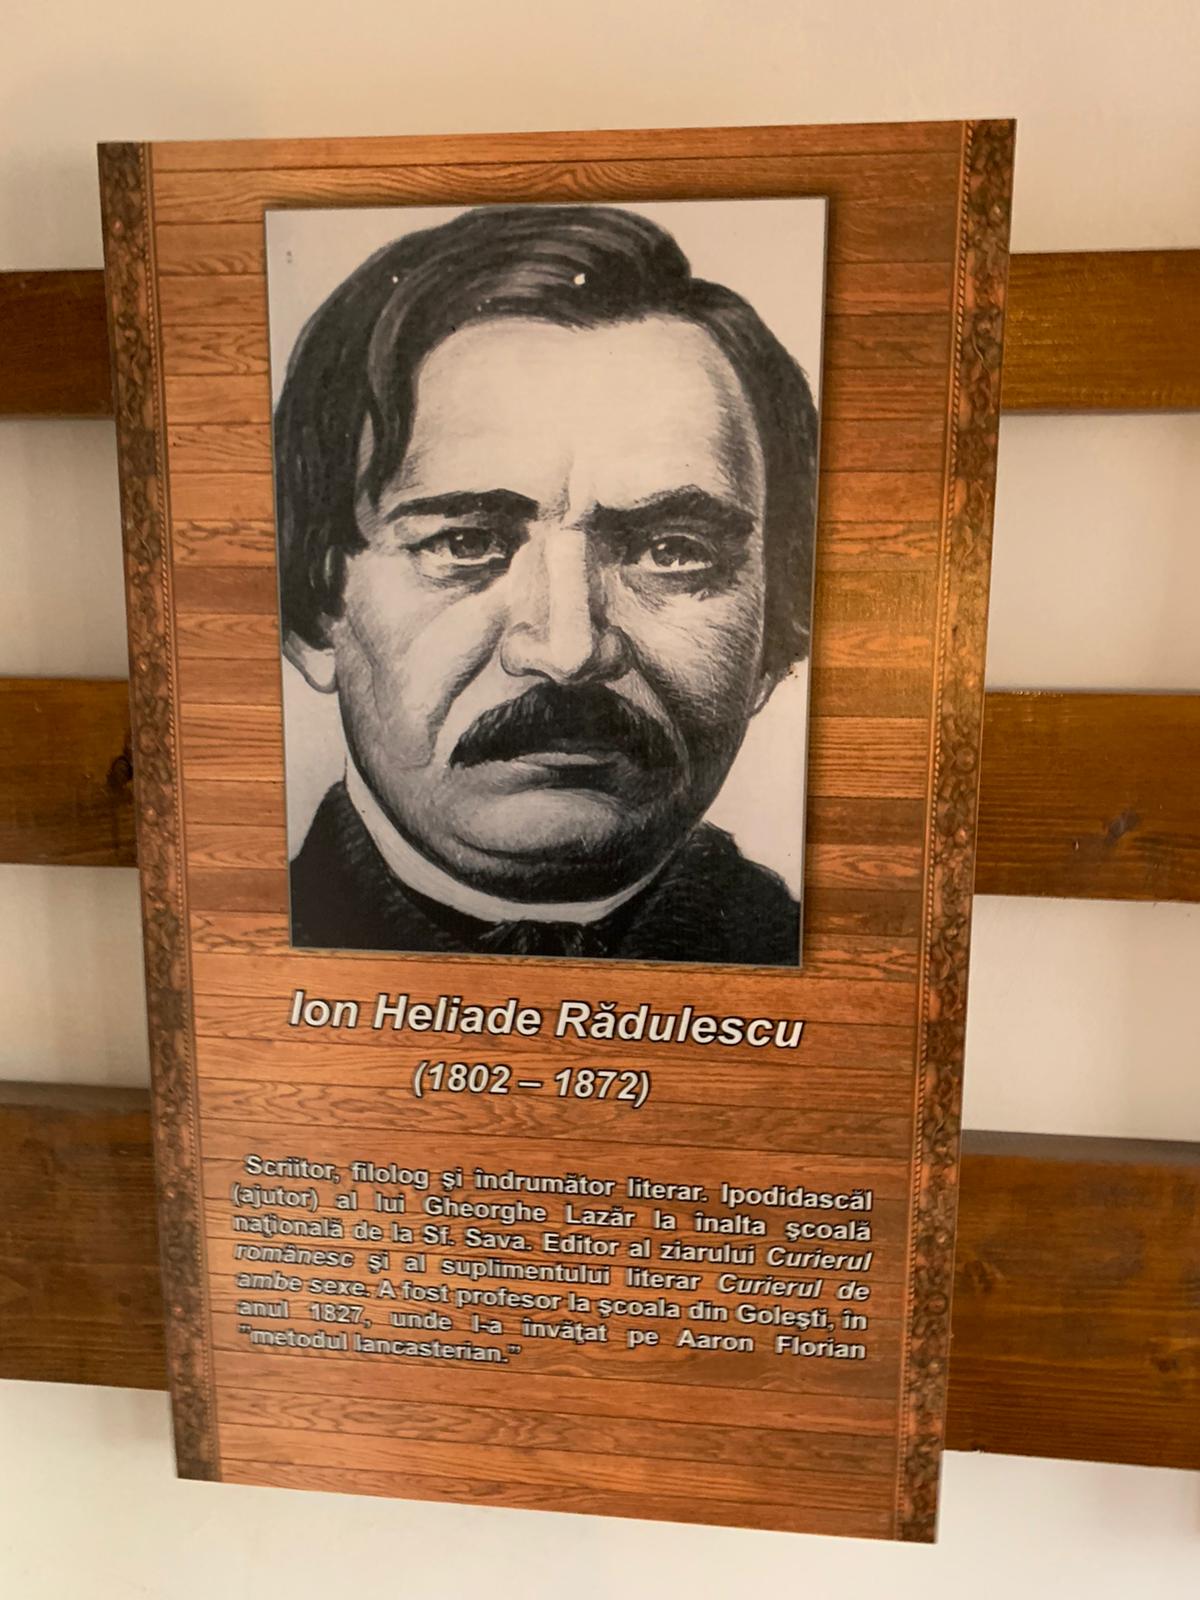 Ion Heliade Rădulescu
(1802 – 1872)
Scriitor, filolog şi îndrumător literar. Ipodidascăl
(ajutor) al lui Gheorghe Lazăr la înalta şcoală
naţională de la Sf. Sava. Editor al ziarului Curierul
românesc şi al suplimentului literar Curierul de
ambe sexe. A fost profesor la şcoala din Goleşti, în
anul 1827, unde l-a învăţat pe Aaron Florian
"metodul lancasterian."